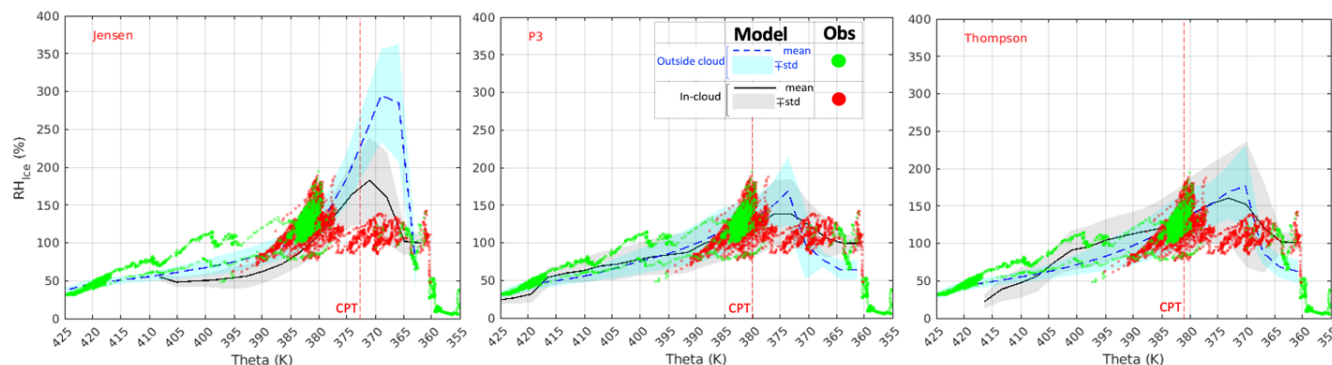 400
350
300
250
200
150
100
50
0
RH_Ice (%)
Jensen
CPT
425 420 415 410 405 400 395 390 385 380 375 370 365 360 355
Theta (K)
400
350
300
250
200
150
100
50
0
P3
Model Obs
Outside cloud mean
∓std
In-cloud mean
∓std
CPT
425 420 415 410 405 400 395 390 385 380 375 370 365 360 355
Theta (K)
400
350
300
250
200
150
100
50
0
Thompson
CPT
425 420 415 410 405 400 395 390 385 380 375 370 365 360 355
Theta (K)